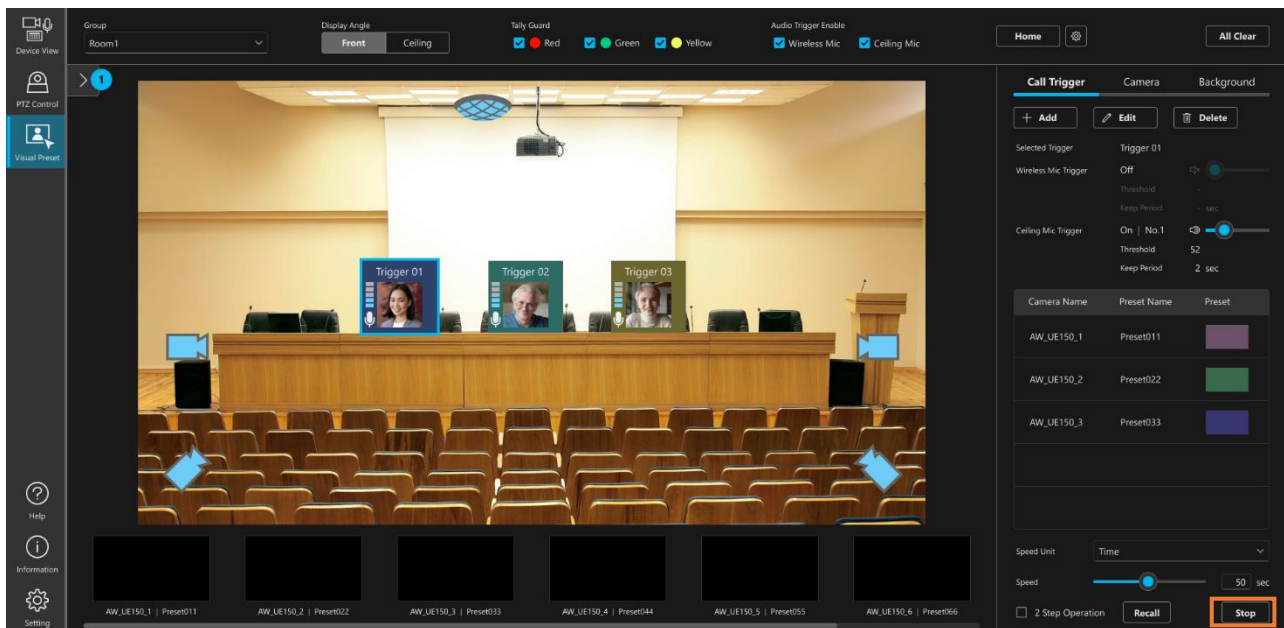 Device View
PTZ Control
Visual Preset
Help
Information
Setting
Group
Room1
Display Angle
Front Ceiling
Tally Guard
Red Green Yellow
Audio Trigger Enable
Wireless Mic Ceiling Mic
Home
All Clear
1
Trigger 01
Trigger 02
Trigger 03
AW_UE150_1 | Preset011
AW_UE150_2 | Preset022
AW_UE150_3 | Preset033
AW_UE150_4 | Preset044
AW_UE150_5 | Preset055
AW_UE150_6 | Preset066
Call Trigger Camera Background
+ Add Edit Delete
Selected Trigger Trigger 01
Wireless Mic Trigger Off
Threshold -
Keep Period - sec
Ceiling Mic Trigger On | No.1
Threshold 52
Keep Period 2 sec
Camera Name Preset Name Preset
AW_UE150_1 Preset011
AW_UE150_2 Preset022
AW_UE150_3 Preset033
Speed Unit Time
Speed 50 sec
2 Step Operation Recall Stop